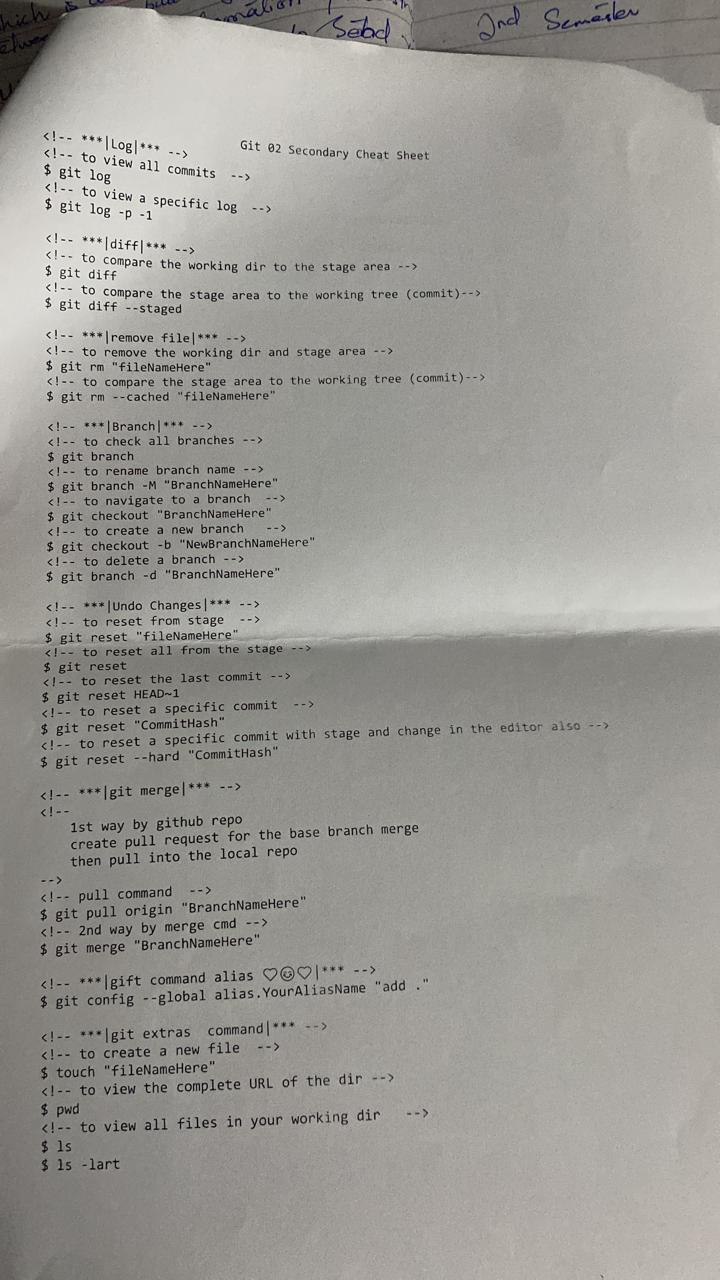 2nd Semester
<!-- ***|Log|*** --> Git 02 Secondary Cheat Sheet
<!-- to view all commits -->
$ git log
<!-- to view a specific log -->
$ git log -p -1
<!-- ***|diff|*** -->
<!-- to compare the working dir to the stage area -->
$ git diff
<!-- to compare the stage area to the working tree (commit)-->
$ git diff --staged
<!-- ***|remove file|*** -->
<!-- to remove the working dir and stage area -->
$ git rm "fileNameHere"
<!-- to compare the stage area to the working tree (commit)-->
$ git rm --cached "fileNameHere"
<!-- ***|Branch|*** -->
<!-- to check all branches -->
$ git branch
<!-- to rename branch name -->
$ git branch -M "BranchNameHere"
<!-- to navigate to a branch -->
$ git checkout "BranchNameHere"
<!-- to create a new branch -->
$ git checkout -b "NewBranchNameHere"
<!-- to delete a branch -->
$ git branch -d "BranchNameHere"
<!-- ***|Undo Changes|*** -->
<!-- to reset from stage -->
$ git reset "fileNameHere"
<!-- to reset all from the stage -->
$ git reset
<!-- to reset the last commit -->
$ git reset HEAD~1
<!-- to reset a specific commit -->
$ git reset "CommitHash"
<!-- to reset a specific commit with stage and change in the editor also -->
$ git reset --hard "CommitHash"
<!-- ***|git merge|*** -->
<!--
1st way by github repo
create pull request for the base branch merge
then pull into the local repo
-->
<!-- pull command -->
$ git pull origin "BranchNameHere"
<!-- 2nd way by merge cmd -->
$ git merge "BranchNameHere"
<!-- ***|gift command alias ♡☺♡|*** -->
$ git config --global alias.YourAliasName "add ."
<!-- ***|git extras command|*** -->
<!-- to create a new file -->
$ touch "fileNameHere"
<!-- to view the complete URL of the dir -->
$ pwd
<!-- to view all files in your working dir -->
$ ls
$ ls -lart